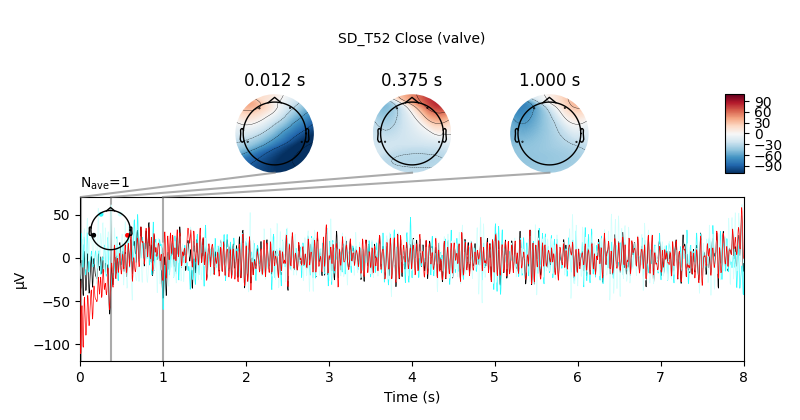 SD_T52 Close (valve)
0.012 s 0.375 s 1.000 s
90
60
30
0
−30
−60
−90
Nave=1
50
0
−50
−100
µV
0 1 2 3 4 5 6 7 8
Time (s)